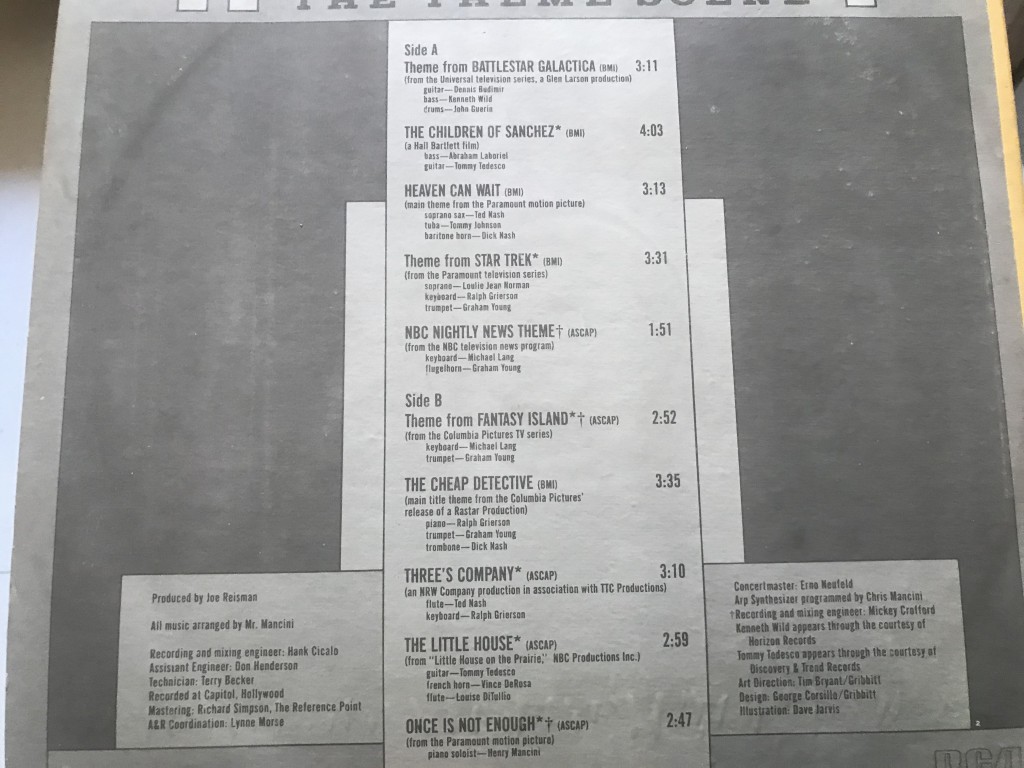 THE THEME SCENE
Side A
Theme from BATTLESTAR GALACTICA (BMI) 3:11
(from the Universal television series, a Glen Larson production)
guitar—Dennis Budimir
bass—Kenneth Wild
drums—John Guerin
THE CHILDREN OF SANCHEZ* (BMI) 4:03
(a Hall Bartlett film)
bass—Abraham Laboriel
guitar—Tommy Tedesco
HEAVEN CAN WAIT (BMI) 3:13
(main theme from the Paramount motion picture)
soprano sax—Ted Nash
tuba—Tommy Johnson
baritone horn—Dick Nash
Theme from STAR TREK* (BMI) 3:31
(from the Paramount television series)
soprano—Loulie Jean Norman
keyboard—Ralph Grierson
trumpet—Graham Young
NBC NIGHTLY NEWS THEME† (ASCAP) 1:51
(from the NBC television news program)
keyboard—Michael Lang
flugelhorn—Graham Young
Side B
Theme from FANTASY ISLAND*† (ASCAP) 2:52
(from the Columbia Pictures TV series)
keyboard—Michael Lang
trumpet—Graham Young
THE CHEAP DETECTIVE (BMI) 3:35
(main title theme from the Columbia Pictures'
release of a Rastar Production)
piano—Ralph Grierson
trumpet—Graham Young
trombone—Dick Nash
THREE'S COMPANY* (ASCAP) 3:10
(an NRW Company production in association with TTC Productions)
flute—Ted Nash
keyboard—Ralph Grierson
THE LITTLE HOUSE* (ASCAP) 2:59
(from "Little House on the Prairie," NBC Productions Inc.)
guitar—Tommy Tedesco
french horn—Vince DeRosa
flute—Louise DiTullio
ONCE IS NOT ENOUGH*† (ASCAP) 2:47
(from the Paramount motion picture)
piano soloist—Henry Mancini
Produced by Joe Reisman
All music arranged by Mr. Mancini
Recording and mixing engineer: Hank Cicalo
Assistant Engineer: Don Henderson
Technician: Terry Becker
Recorded at Capitol, Hollywood
Mastering: Richard Simpson, The Reference Point
A&R Coordination: Lynne Morse
Concertmaster: Erno Neufeld
Arp Synthesizer programmed by Chris Mancini
†Recording and mixing engineer: Mickey Crofford
Kenneth Wild appears through the courtesy of
Horizon Records
Tommy Tedesco appears through the courtesy of
Discovery & Trend Records
Art Direction: Tim Bryant/Gribbitt
Design: George Corsillo/Gribbitt
Illustration: Dave Jarvis
2
RCA